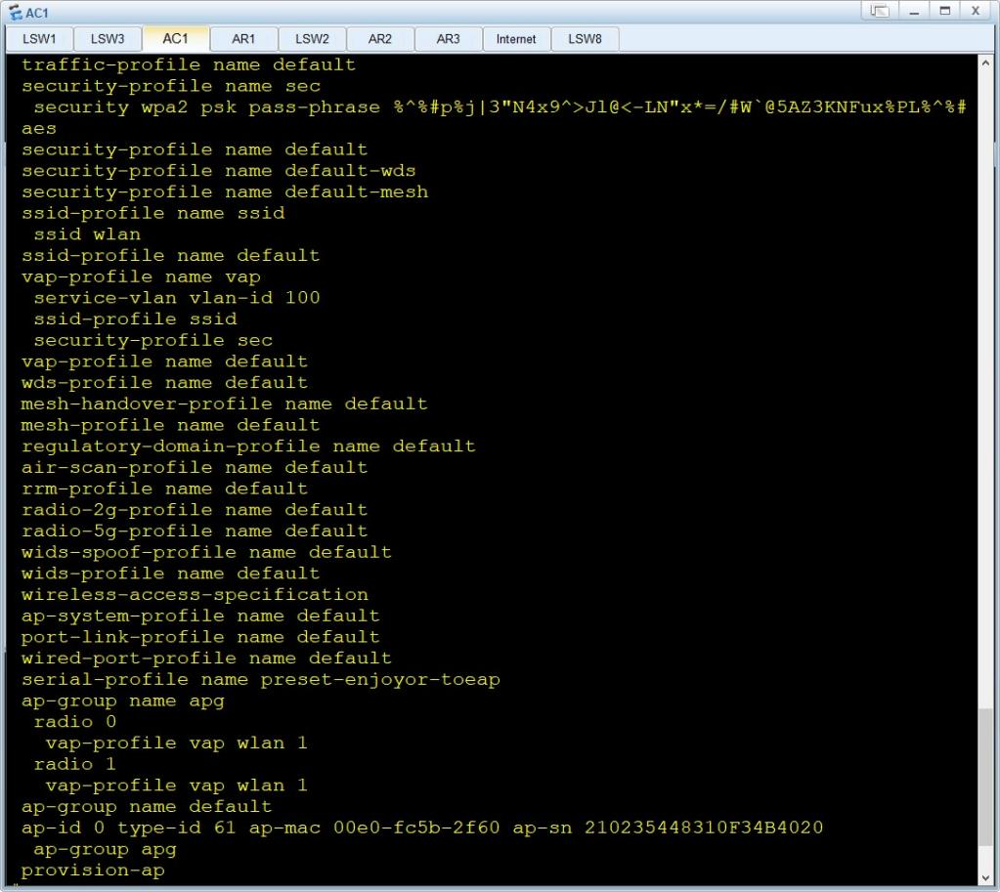 AC1
LSW1 LSW3 AC1 AR1 LSW2 AR2 AR3 Internet LSW8
traffic-profile name default
security-profile name sec
security wpa2 psk pass-phrase %^%#p%j|3"N4x9^>Jl@<-LN"x*=/#W`@5AZ3KNFux%PL%^%#
aes
security-profile name default
security-profile name default-wds
security-profile name default-mesh
ssid-profile name ssid
ssid wlan
ssid-profile name default
vap-profile name vap
service-vlan vlan-id 100
ssid-profile ssid
security-profile sec
vap-profile name default
wds-profile name default
mesh-handover-profile name default
mesh-profile name default
regulatory-domain-profile name default
air-scan-profile name default
rrm-profile name default
radio-2g-profile name default
radio-5g-profile name default
wids-spoof-profile name default
wids-profile name default
wireless-access-specification
ap-system-profile name default
port-link-profile name default
wired-port-profile name default
serial-profile name preset-enjoyor-toeap
ap-group name apg
radio 0
vap-profile vap wlan 1
radio 1
vap-profile vap wlan 1
ap-group name default
ap-id 0 type-id 61 ap-mac 00e0-fc5b-2f60 ap-sn 210235448310F34B4020
ap-group apg
provision-ap